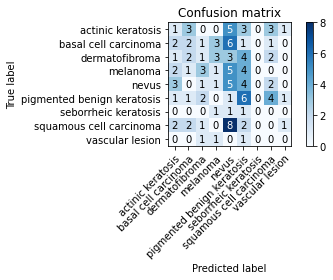 Confusion matrix
True label
actinic keratosis 1 3 0 0 5 3 0 3 1
basal cell carcinoma 2 2 1 3 6 1 0 1 0
dermatofibroma 1 2 1 3 3 4 0 2 0
melanoma 2 1 3 1 5 4 0 0 0
nevus 3 0 1 1 5 4 0 2 0
pigmented benign keratosis 1 1 2 0 1 6 0 4 1
seborrheic keratosis 0 0 0 1 1 1 0 0 0
squamous cell carcinoma 2 2 1 0 8 2 0 0 1
vascular lesion 0 0 1 1 0 1 0 0 0
actinic keratosis
basal cell carcinoma
dermatofibroma
melanoma
nevus
pigmented benign keratosis
seborrheic keratosis
squamous cell carcinoma
vascular lesion
Predicted label
8
6
4
2
0